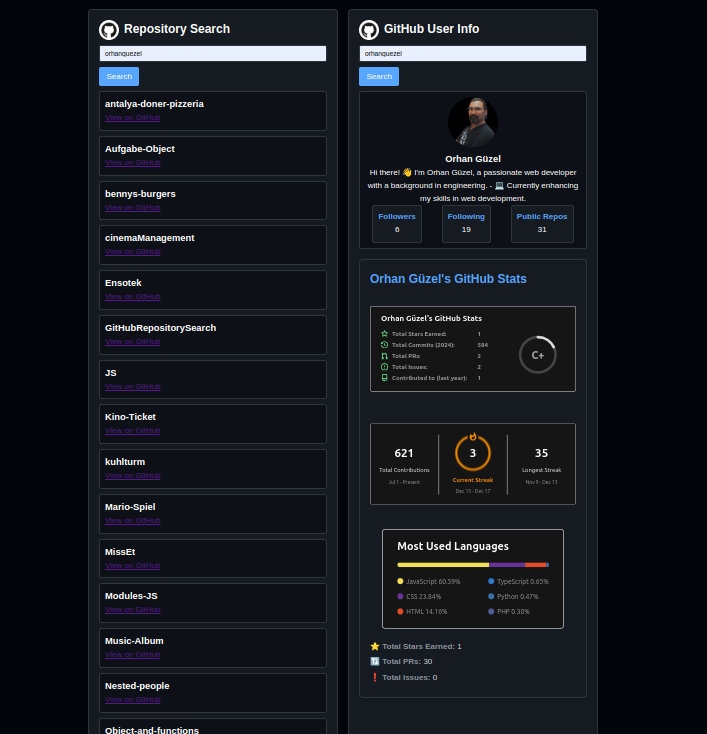 Repository Search
orhanguezel
Search
antalya-doner-pizzeria
View on GitHub
Aufgabe-Object
View on GitHub
bennys-burgers
View on GitHub
cinemaManagement
View on GitHub
Ensotek
View on GitHub
GitHubRepositorySearch
View on GitHub
JS
View on GitHub
Kino-Ticket
View on GitHub
kuhlturm
View on GitHub
Mario-Spiel
View on GitHub
MissEt
View on GitHub
Modules-JS
View on GitHub
Music-Album
View on GitHub
Nested-people
View on GitHub
Object-and-functions
GitHub User Info
orhanguezel
Search
Orhan Güzel
Hi there! 👋 I'm Orhan Güzel, a passionate web developer
with a background in engineering. - 💻 Currently enhancing
my skills in web development.
Followers Following Public Repos
6 19 31
Orhan Güzel's GitHub Stats
Orhan Güzel's GitHub Stats
Total Stars Earned: 1
Total Commits (2024): 584
Total PRs: 2
Total Issues: 2
Contributed to (last year): 1
C+
621 3 35
Total Contributions Current Streak Longest Streak
Jul 1 - Present Dec 15 - Dec 17 Nov 8 - Dec 13
Most Used Languages
JavaScript 60.59% TypeScript 0.65%
CSS 23.84% Python 0.47%
HTML 14.16% PHP 0.30%
⭐ Total Stars Earned: 1
🔃 Total PRs: 30
❗ Total Issues: 0